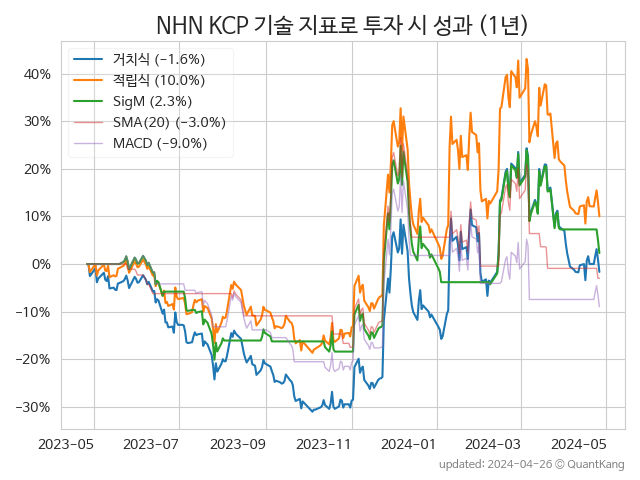 NHN KCP 기술 지표로 투자 시 성과 (1년)
거치식 (−1.6%)
적립식 (10.0%)
SigM (2.3%)
SMA(20) (−3.0%)
MACD (−9.0%)
40%
30%
20%
10%
0%
−10%
−20%
−30%
2023-05 2023-07 2023-09 2023-11 2024-01 2024-03 2024-05
updated: 2024-04-26 © QuantKang